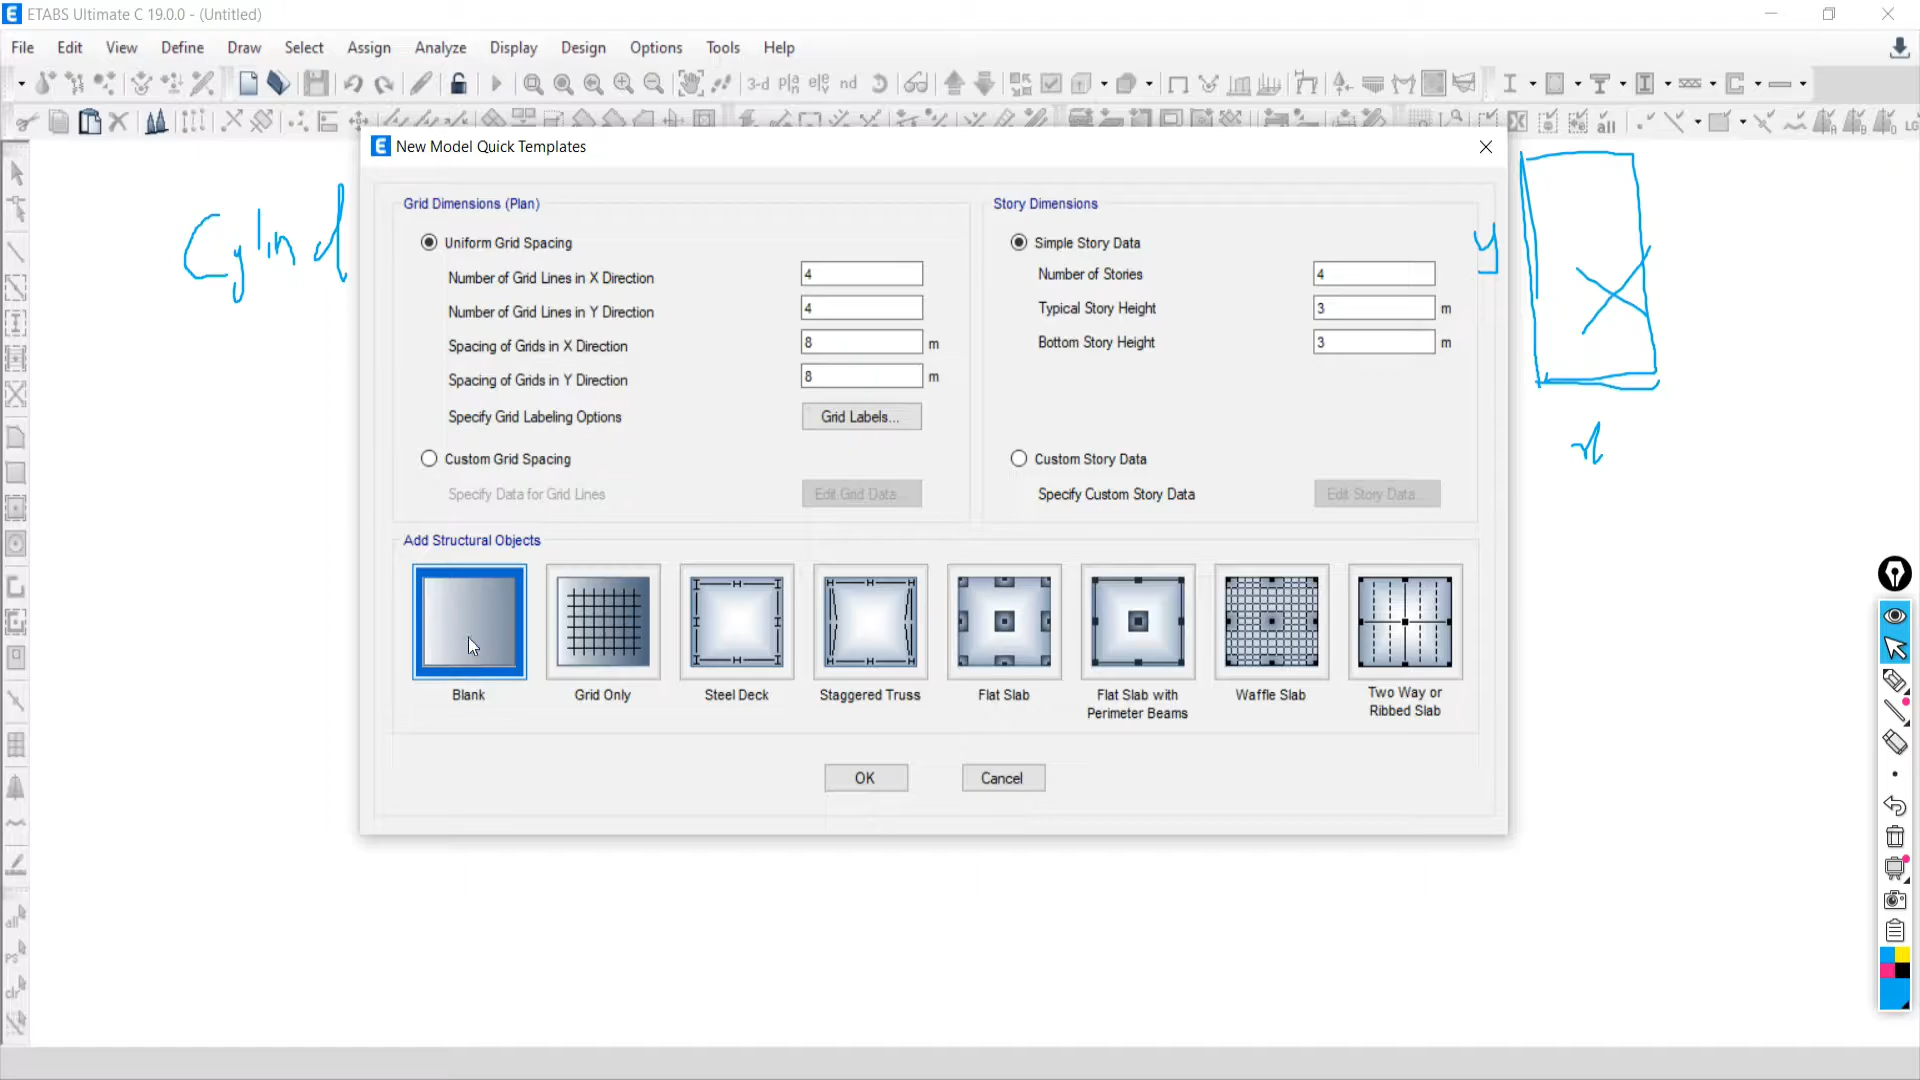 ETABS Ultimate C 19.0.0 - (Untitled)
File Edit View Define Draw Select Assign Analyze Display Design Options Tools Help
3-d
nd
all
New Model Quick Templates
Cylind
y
x
Grid Dimensions (Plan)
Uniform Grid Spacing
Number of Grid Lines in X Direction 4
Number of Grid Lines in Y Direction 4
Spacing of Grids in X Direction 8 m
Spacing of Grids in Y Direction 8 m
Specify Grid Labeling Options Grid Labels...
Custom Grid Spacing
Specify Data for Grid Lines Edit Grid Data...
Story Dimensions
Simple Story Data
Number of Stories 4
Typical Story Height 3 m
Bottom Story Height 3 m
Custom Story Data
Specify Custom Story Data Edit Story Data...
Add Structural Objects
Blank
Grid Only
Steel Deck
Staggered Truss
Flat Slab
Flat Slab with
Perimeter Beams
Waffle Slab
Two Way or
Ribbed Slab
OK Cancel
all
ps
clr